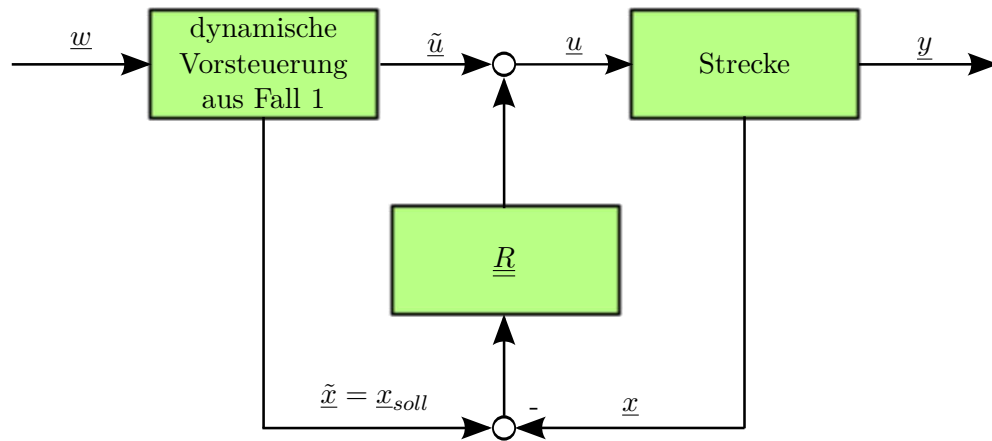 w
dynamische
Vorsteuerung
aus Fall 1
ũ
u
Strecke
y
R
x̃ = x_soll
-
x